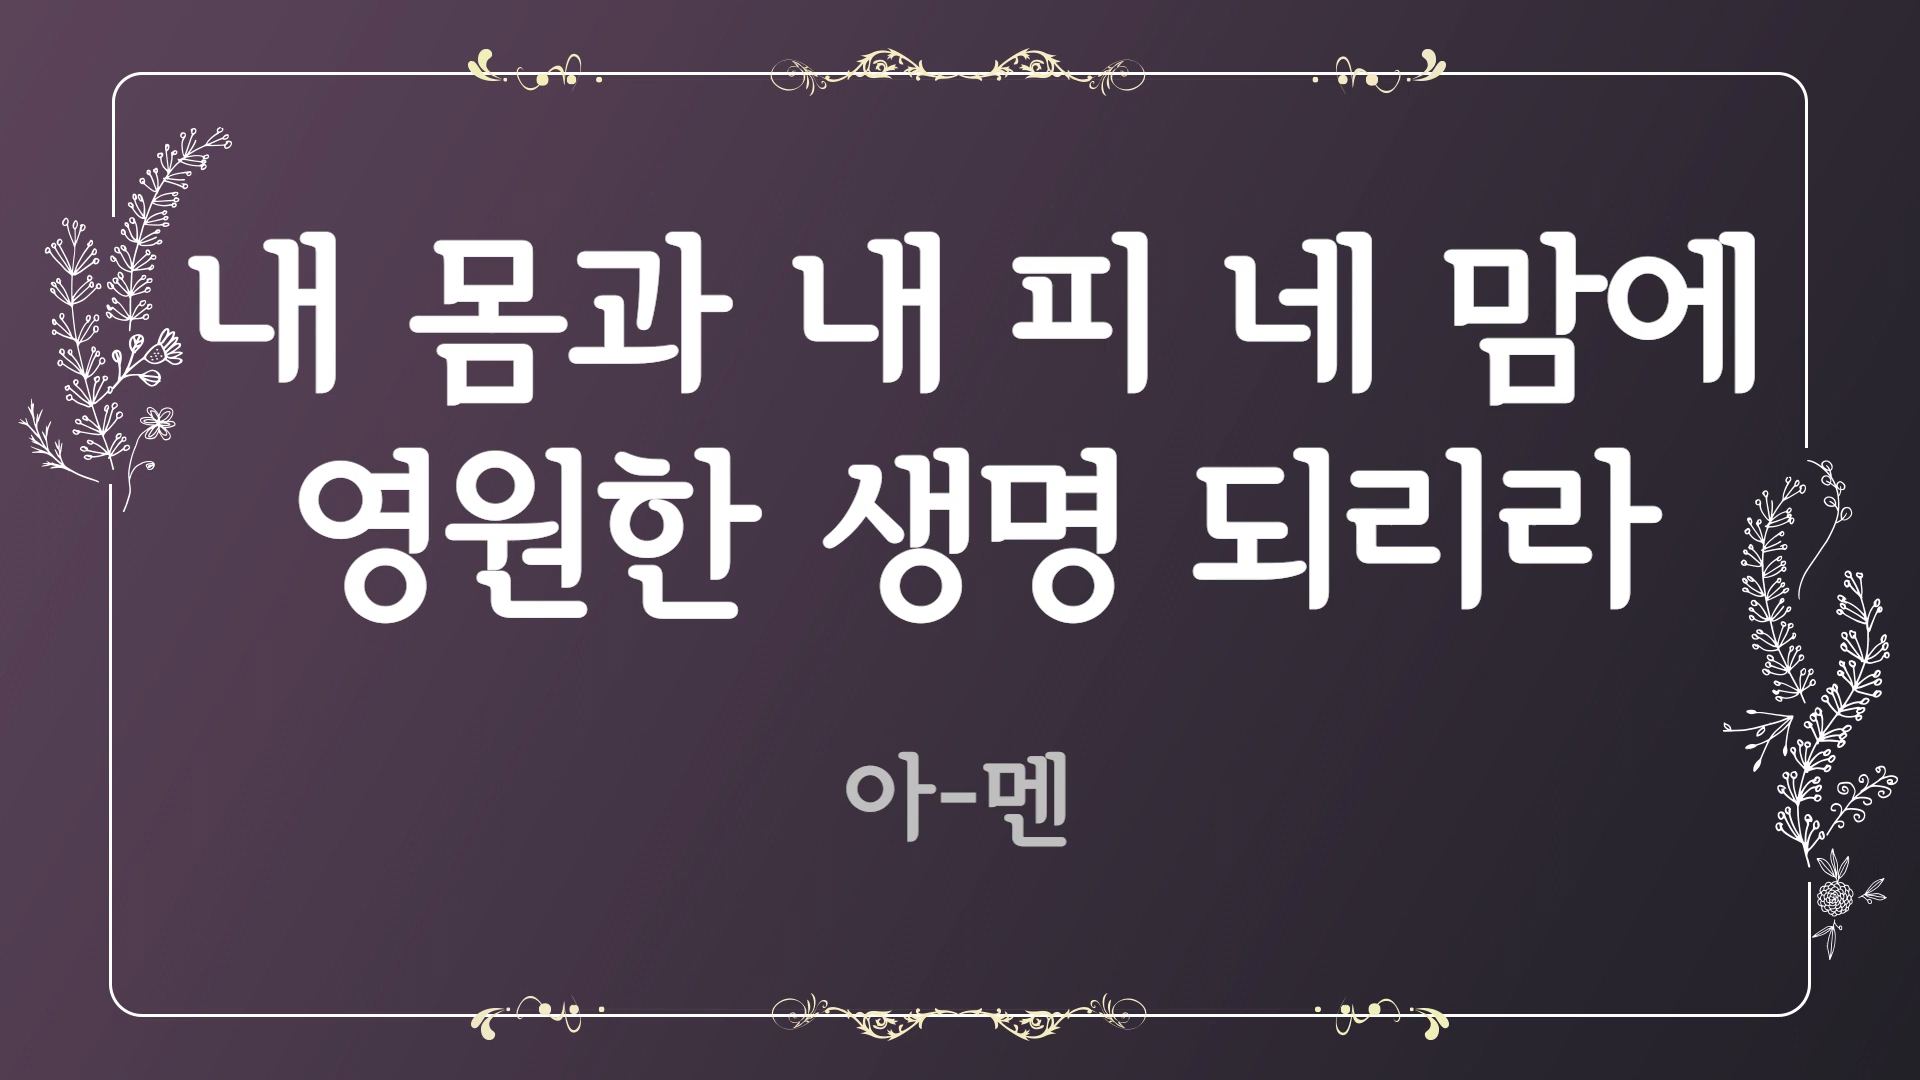 내 몸과 내 피 네 맘에
영원한 생명 되리라
아-멘